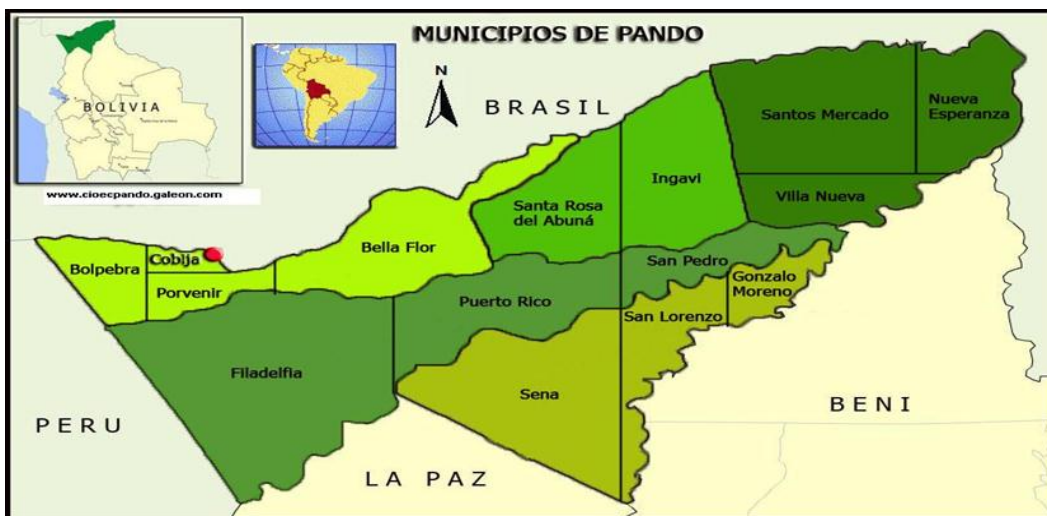 MUNICIPIOS DE PANDO
BOLIVIA
www.cioecpando.galeon.com
N
BRASIL
Santos Mercado
Nueva
Esperanza
Ingavi
Santa Rosa
del Abuná
Villa Nueva
Bella Flor
Cobija
Bolpebra
Porvenir
San Pedro
Gonzalo
Moreno
Puerto Rico
San Lorenzo
Filadelfia
Sena
PERU
BENI
LA PAZ